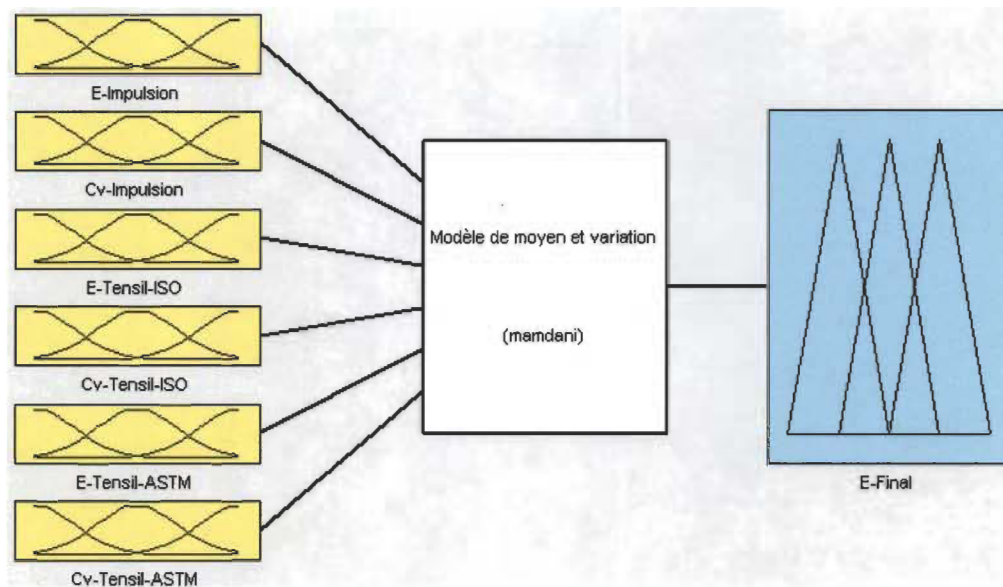 E-Impulsion
Cv-Impulsion
E-Tensil-ISO
Cv-Tensil-ISO
E-Tensil-ASTM
Cv-Tensil-ASTM
Modèle de moyen et variation
(mamdani)
E-Final